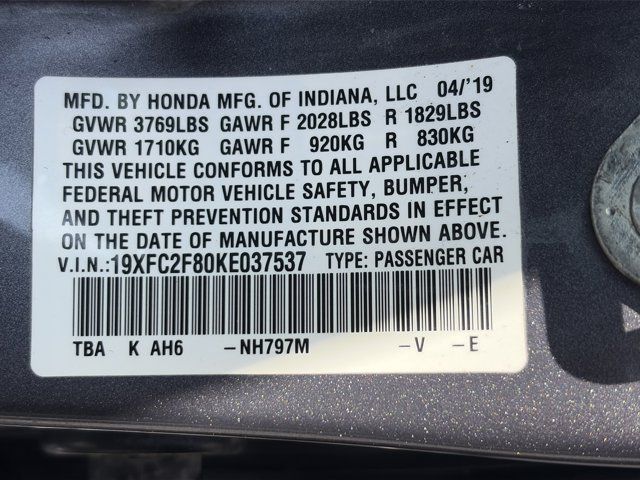 MFD. BY HONDA MFG. OF INDIANA, LLC 04/'19
GVWR 3769LBS GAWR F 2028LBS R 1829LBS
GVWR 1710KG GAWR F 920KG R 830KG
THIS VEHICLE CONFORMS TO ALL APPLICABLE
FEDERAL MOTOR VEHICLE SAFETY, BUMPER,
AND THEFT PREVENTION STANDARDS IN EFFECT
ON THE DATE OF MANUFACTURE SHOWN ABOVE.
V.I.N.:19XFC2F80KE037537 TYPE: PASSENGER CAR
TBA K AH6 –NH797M –V –E